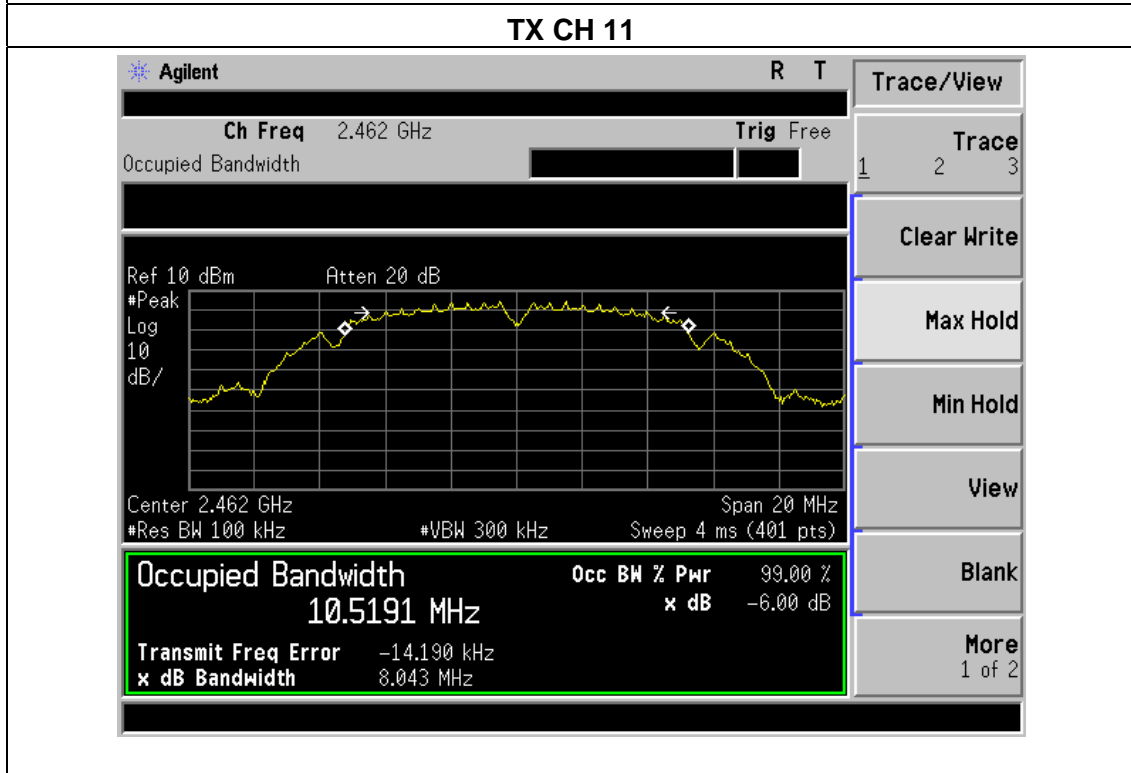 TX CH 11
Agilent R T
Ch Freq 2.462 GHz Trig Free
Occupied Bandwidth
Ref 10 dBm Atten 20 dB
#Peak
Log
10
dB/
Center 2.462 GHz Span 20 MHz
#Res BW 100 kHz #VBW 300 kHz Sweep 4 ms (401 pts)
Occupied Bandwidth Occ BW % Pwr 99.00 %
10.5191 MHz x dB -6.00 dB
Transmit Freq Error -14.190 kHz
x dB Bandwidth 8.043 MHz
Trace/View
Trace
1 2 3
Clear Write
Max Hold
Min Hold
View
Blank
More
1 of 2